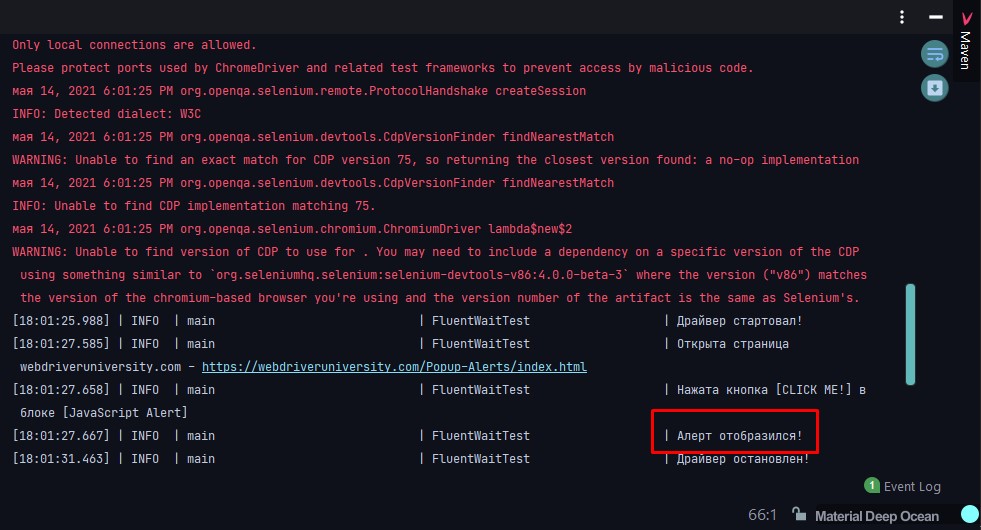 Maven
Only local connections are allowed.
Please protect ports used by ChromeDriver and related test frameworks to prevent access by malicious code.
мая 14, 2021 6:01:25 PM org.openqa.selenium.remote.ProtocolHandshake createSession
INFO: Detected dialect: W3C
мая 14, 2021 6:01:25 PM org.openqa.selenium.devtools.CdpVersionFinder findNearestMatch
WARNING: Unable to find an exact match for CDP version 75, so returning the closest version found: a no-op implementation
мая 14, 2021 6:01:25 PM org.openqa.selenium.devtools.CdpVersionFinder findNearestMatch
INFO: Unable to find CDP implementation matching 75.
мая 14, 2021 6:01:25 PM org.openqa.selenium.chromium.ChromiumDriver lambda$new$2
WARNING: Unable to find version of CDP to use for . You may need to include a dependency on a specific version of the CDP
using something similar to `org.seleniumhq.selenium:selenium-devtools-v86:4.0.0-beta-3` where the version ("v86") matches
the version of the chromium-based browser you're using and the version number of the artifact is the same as Selenium's.
[18:01:25.988] | INFO | main | FluentWaitTest | Драйвер стартовал!
[18:01:27.585] | INFO | main | FluentWaitTest | Открыта страница
webdriveruniversity.com – https://webdriveruniversity.com/Popup-Alerts/index.html
[18:01:27.658] | INFO | main | FluentWaitTest | Нажата кнопка [CLICK ME!] в
блоке [JavaScript Alert]
[18:01:27.667] | INFO | main | FluentWaitTest | Алерт отобразился!
[18:01:31.463] | INFO | main | FluentWaitTest | Драйвер остановлен!
1 Event Log
66:1 Material Deep Ocean